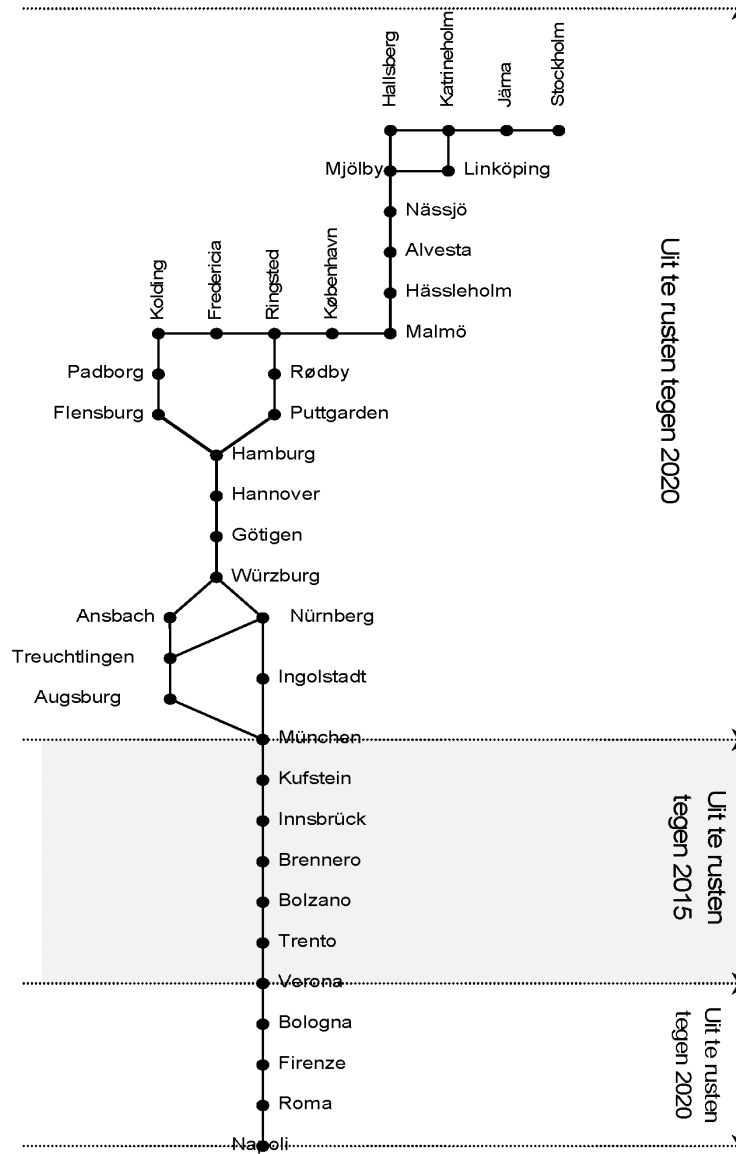 Hallsberg
Katrineholm
Järna
Stockholm
Mjölby
Linköping
Nässjö
Alvesta
Hässleholm
Kolding
Fredericia
Ringsted
København
Malmö
Padborg
Rødby
Flensburg
Puttgarden
Hamburg
Hannover
Götigen
Würzburg
Ansbach
Nürnberg
Treuchtlingen
Ingolstadt
Augsburg
München
Uit te rusten tegen 2020
Kufstein
Innsbrück
Brennero
Bolzano
Trento
Verona
Uit te rusten
tegen 2015
Bologna
Firenze
Roma
Napoli
Uit te rusten
tegen 2020